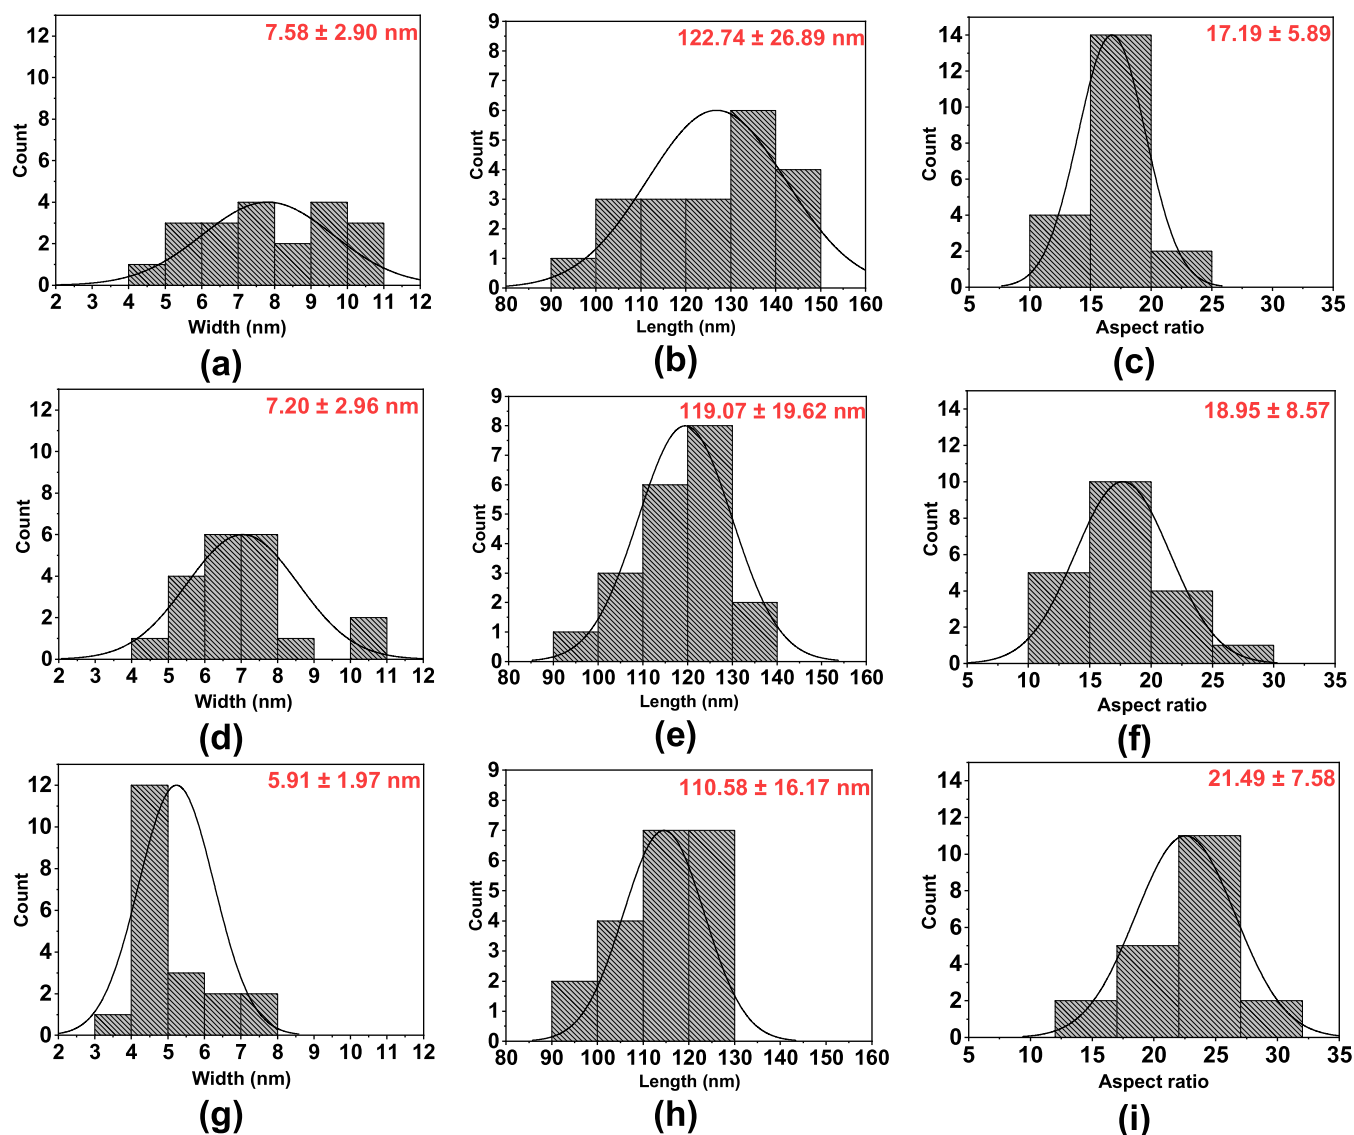 7.58 ± 2.90 nm
12
10
8
6
4
2
0
Count
2 3 4 5 6 7 8 9 10 11 12
Width (nm)
(a)
122.74 ± 26.89 nm
9
8
7
6
5
4
3
2
1
0
Count
80 90 100 110 120 130 140 150 160
Length (nm)
(b)
17.19 ± 5.89
14
12
10
8
6
4
2
0
Count
5 10 15 20 25 30 35
Aspect ratio
(c)
7.20 ± 2.96 nm
12
10
8
6
4
2
0
Count
2 3 4 5 6 7 8 9 10 11 12
Width (nm)
(d)
119.07 ± 19.62 nm
9
8
7
6
5
4
3
2
1
0
Count
80 90 100 110 120 130 140 150 160
Length (nm)
(e)
18.95 ± 8.57
14
12
10
8
6
4
2
0
Count
5 10 15 20 25 30 35
Aspect ratio
(f)
5.91 ± 1.97 nm
12
10
8
6
4
2
0
Count
2 3 4 5 6 7 8 9 10 11 12
Width (nm)
(g)
110.58 ± 16.17 nm
9
8
7
6
5
4
3
2
1
0
Count
80 90 100 110 120 130 140 150 160
Length (nm)
(h)
21.49 ± 7.58
14
12
10
8
6
4
2
0
Count
5 10 15 20 25 30 35
Aspect ratio
(i)